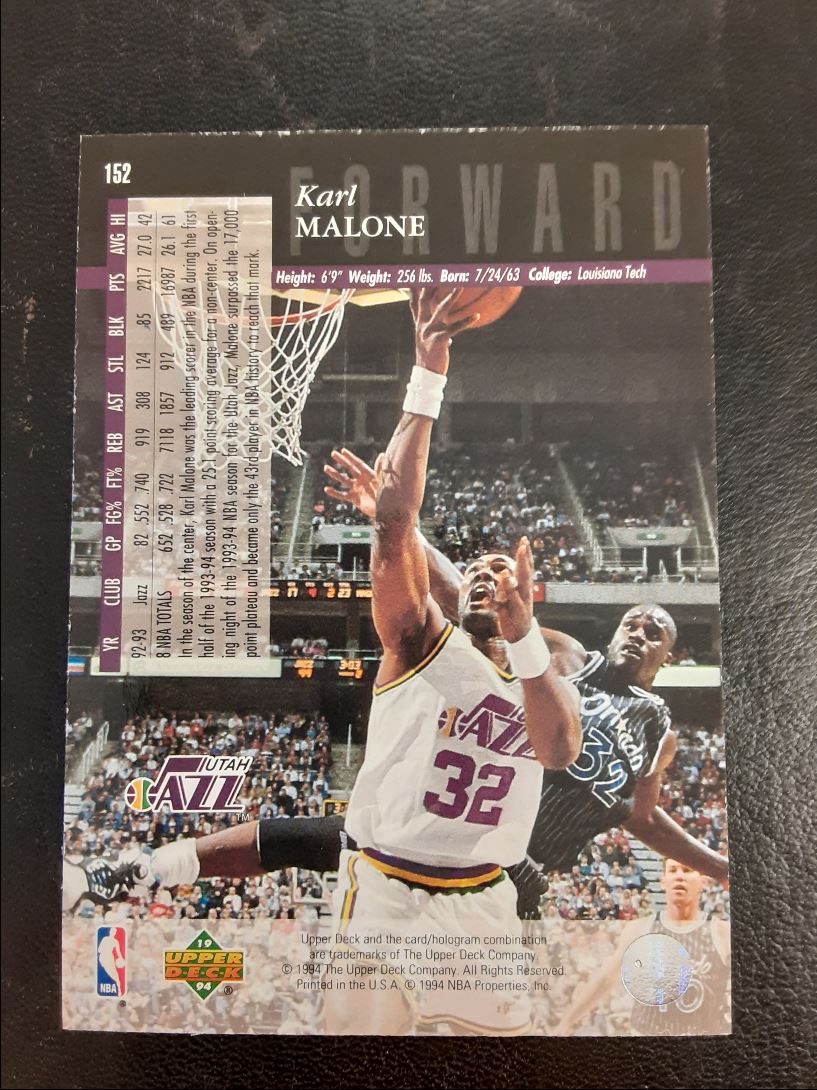 152
FORWARD
Karl
MALONE
Height: 6'9" Weight: 256 lbs. Born: 7/24/63 College: Louisiana Tech
YR CLUB GP FG% FT% REB AST STL BLK PTS AVG HI
92-93 Jazz 82 .552 .740 919 308 124 85 2217 27.0 42
8 NBA TOTALS 652 .528 .722 7118 1857 912 489 16987 26.1 61
In the season of the center, Karl Malone was the leading scorer in the NBA during the first
half of the 1993-94 season with a 25.1 point scoring average for a non-center. On open-
ing night of the 1993-94 NBA season for the Utah Jazz, Malone surpassed the 17,000
point plateau and became only the 43rd player in NBA history to reach that mark.
JAZZ
32
Orlando
32
UTAH
JAZZ
TM
NBA
®
19
UPPER
D·E·C·K
94
®
Upper Deck and the card/hologram combination
are trademarks of The Upper Deck Company.
© 1994 The Upper Deck Company. All Rights Reserved.
Printed in the U.S.A. © 1994 NBA Properties, Inc.